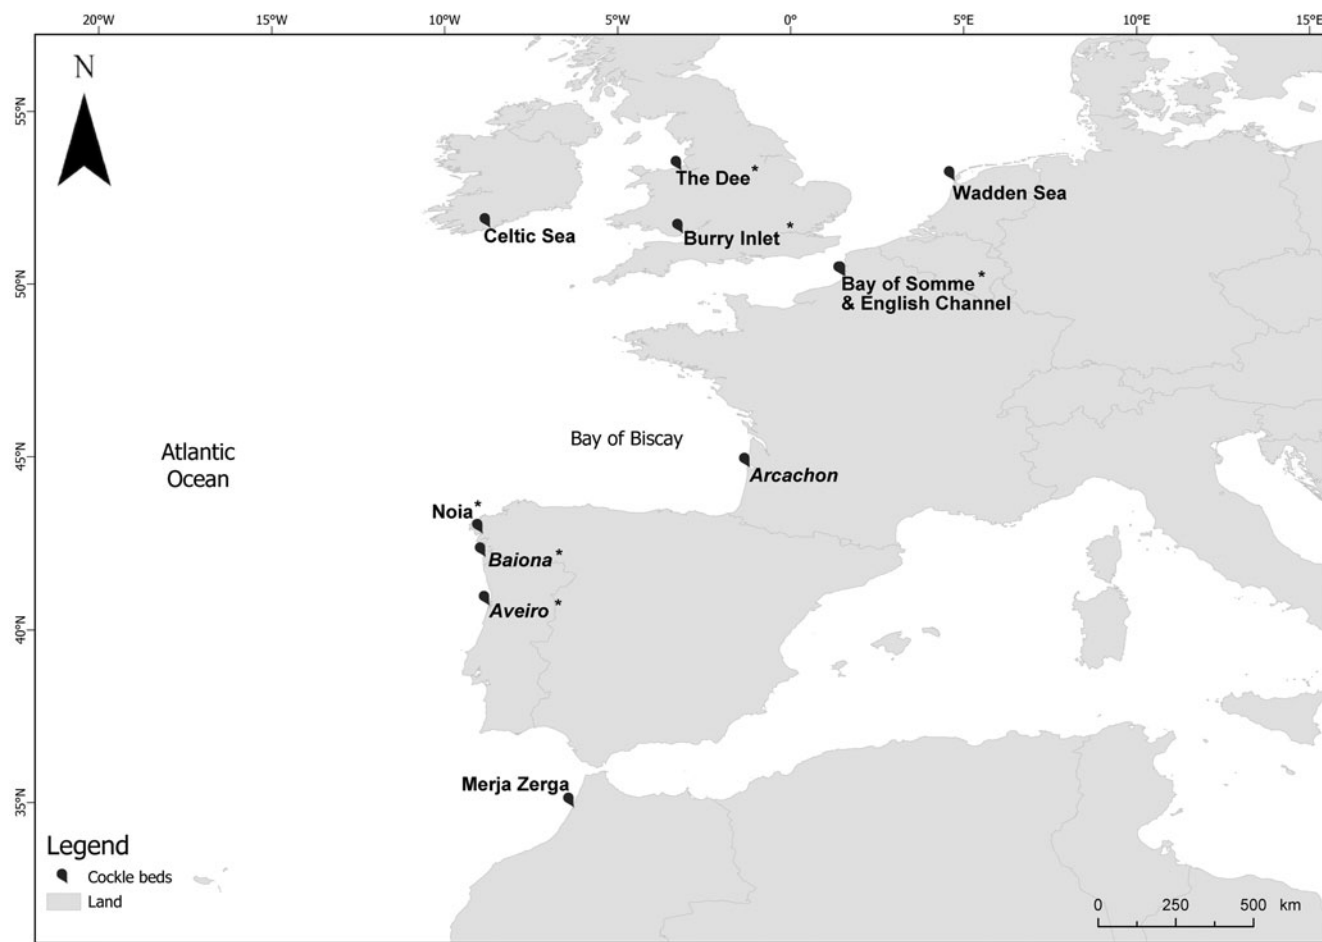 20°W 15°W 10°W 5°W 0° 5°E 10°E 15°E
N
55°N
50°N
45°N
40°N
35°N
The Dee*
Wadden Sea
Celtic Sea
Burry Inlet *
Bay of Somme *
& English Channel
Bay of Biscay
Atlantic
Ocean
Arcachon
Noia*
Baiona*
Aveiro *
Merja Zerga
Legend
Cockle beds
Land
0 250 500 km